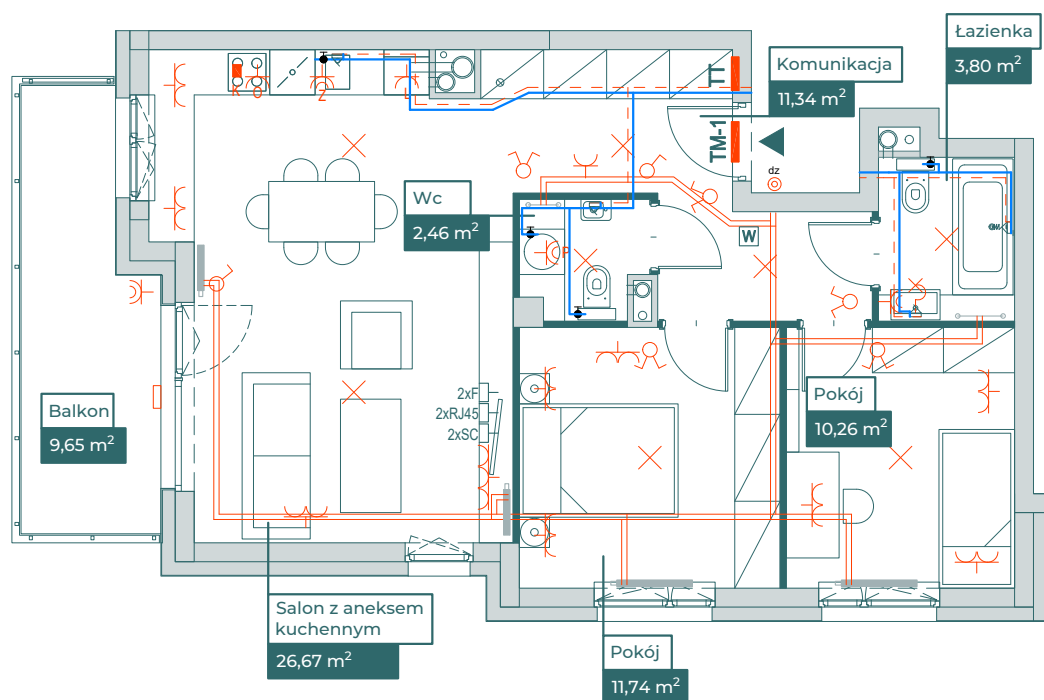 Łazienka
3,80 m²
Komunikacja
11,34 m²
TT
TM-1
dz
K
O
Z
L
Wc
2,46 m²
P
W
Balkon
9,65 m²
2xF
2xRJ45
2xSC
Pokój
10,26 m²
Salon z aneksem
kuchennym
26,67 m²
Pokój
11,74 m²